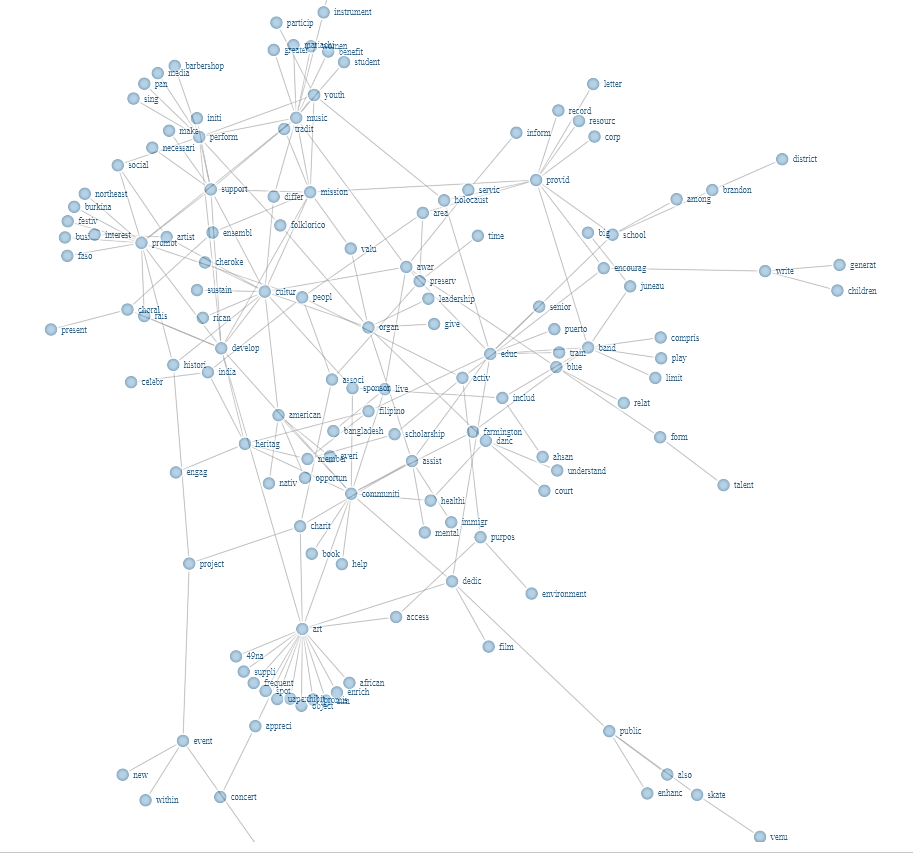 instrument
particip
greater
women
benefit
student
barbershop
media
pan
sing
youth
letter
record
resourc
corp
initi
music
tradit
make
perform
necessari
inform
social
district
provid
brandon
among
northeast
support
differ
mission
servic
holocaust
burkina
area
festiv
folklorico
interest
artist
ensembl
time
big
school
promot
faso
valu
cheroke
awar
encourag
write
generat
preserv
juneau
children
sustain
cultur
peopl
leadership
senior
choral
rais
rican
organ
give
puerto
present
compris
develop
educ
train
band
play
histori
india
blue
limit
celebr
associ
sponsor
live
activ
includ
relat
american
filipino
bangladesh
scholarship
farmington
danc
form
heritag
member
assist
ahsan
understand
engag
nativ
opportun
talent
communiti
healthi
court
charit
immigr
mental
purpos
book
help
project
dedic
environment
access
art
film
49na
suppli
frequent
spot
african
enrich
object
appreci
public
event
new
also
within
concert
enhanc
skate
venu